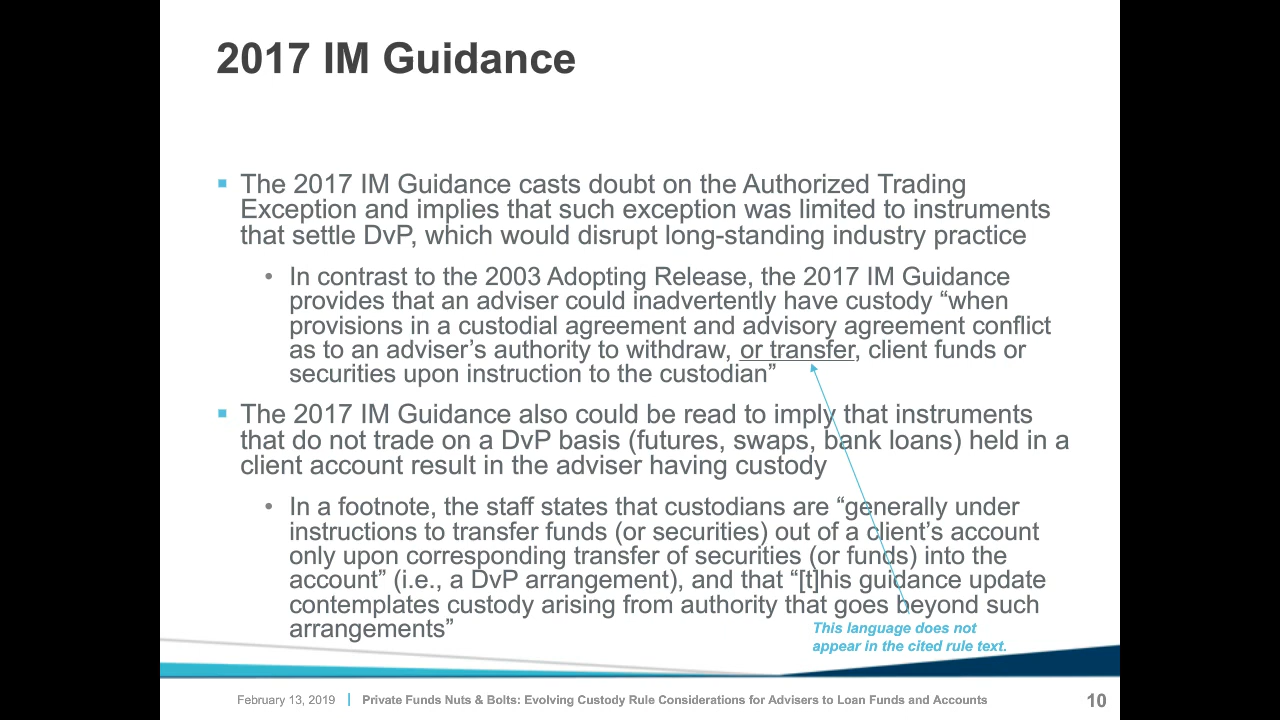 2017 IM Guidance
▪ The 2017 IM Guidance casts doubt on the Authorized Trading
Exception and implies that such exception was limited to instruments
that settle DvP, which would disrupt long-standing industry practice
• In contrast to the 2003 Adopting Release, the 2017 IM Guidance
provides that an adviser could inadvertently have custody “when
provisions in a custodial agreement and advisory agreement conflict
as to an adviser’s authority to withdraw, or transfer, client funds or
securities upon instruction to the custodian”
▪ The 2017 IM Guidance also could be read to imply that instruments
that do not trade on a DvP basis (futures, swaps, bank loans) held in a
client account result in the adviser having custody
• In a footnote, the staff states that custodians are “generally under
instructions to transfer funds (or securities) out of a client’s account
only upon corresponding transfer of securities (or funds) into the
account” (i.e., a DvP arrangement), and that “[t]his guidance update
contemplates custody arising from authority that goes beyond such
arrangements”
This language does not
appear in the cited rule text.
February 13, 2019 | Private Funds Nuts & Bolts: Evolving Custody Rule Considerations for Advisers to Loan Funds and Accounts 10